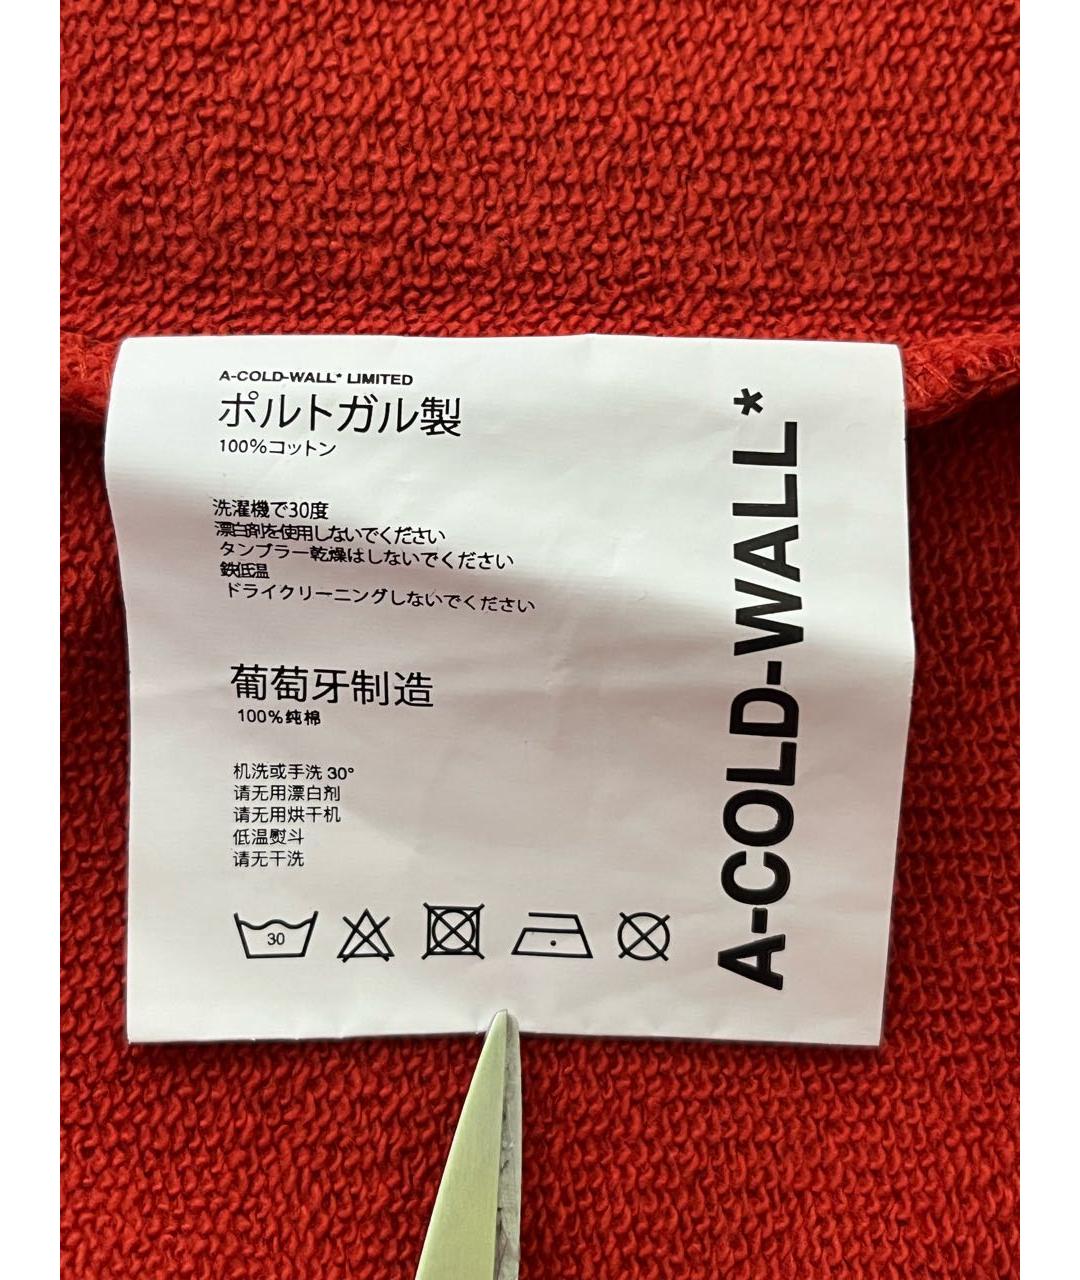 A-COLD-WALL* LIMITED
ポルトガル製
100%コットン
洗濯機で30度
漂白剤を使用しないでください
タンブラー乾燥はしないでください
鉄低温
ドライクリーニングしないでください
葡萄牙制造
100%纯棉
机洗或手洗 30°
请无用漂白剂
请无用烘干机
低温熨斗
请无干洗
30
A-COLD-WALL*